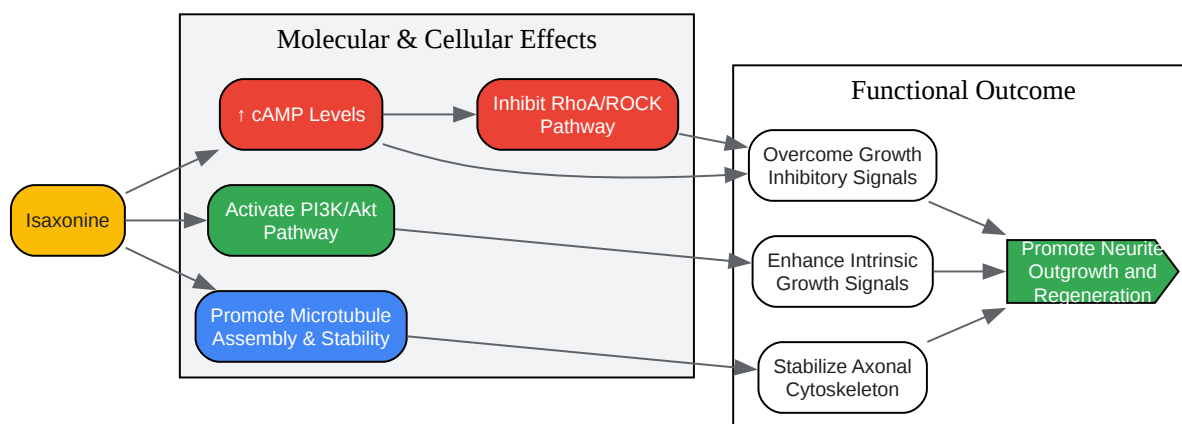 Molecular & Cellular Effects
Functional Outcome
Isaxonine
↑ cAMP Levels
Inhibit RhoA/ROCK
Pathway
Activate PI3K/Akt
Pathway
Promote Microtubule
Assembly & Stability
Overcome Growth
Inhibitory Signals
Enhance Intrinsic
Growth Signals
Stabilize Axonal
Cytoskeleton
Promote Neurite
Outgrowth and
Regeneration